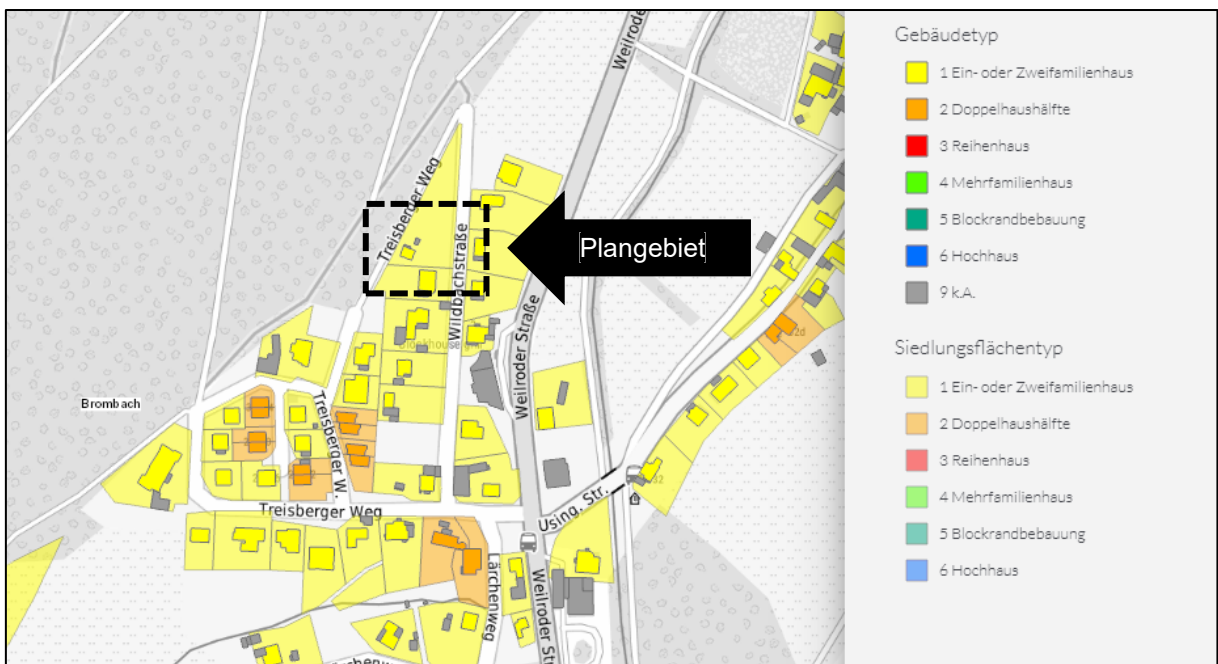 Weilrode
Treisberger Weg
Wildbachstraße
Plangebiet
Weilroder Straße
Brombach
Treisberger W.
Treisberger Weg
Using. Str.
Lärchenweg
Weilroder Str
Gebäudetyp
1 Ein- oder Zweifamilienhaus
2 Doppelhaushälfte
3 Reihenhaus
4 Mehrfamilienhaus
5 Blockrandbebauung
6 Hochhaus
9 k.A.
Siedlungsflächentyp
1 Ein- oder Zweifamilienhaus
2 Doppelhaushälfte
3 Reihenhaus
4 Mehrfamilienhaus
5 Blockrandbebauung
6 Hochhaus